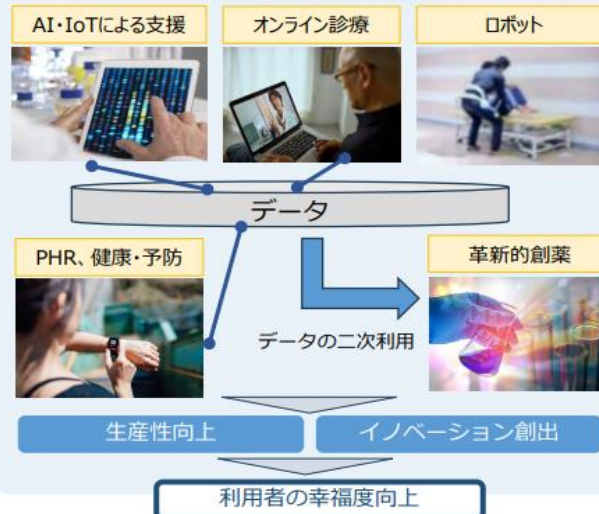 AI・IoTによる支援
オンライン診療
ロボット
データ
PHR、健康・予防
革新的創薬
データの二次利用
生産性向上
イノベーション創出
利用者の幸福度向上